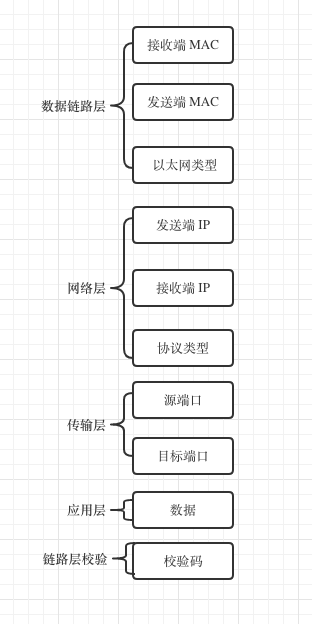 接收端 MAC
发送端 MAC
数据链路层
以太网类型
发送端 IP
网络层
接收端 IP
协议类型
源端口
传输层
目标端口
应用层
数据
链路层校验
校验码